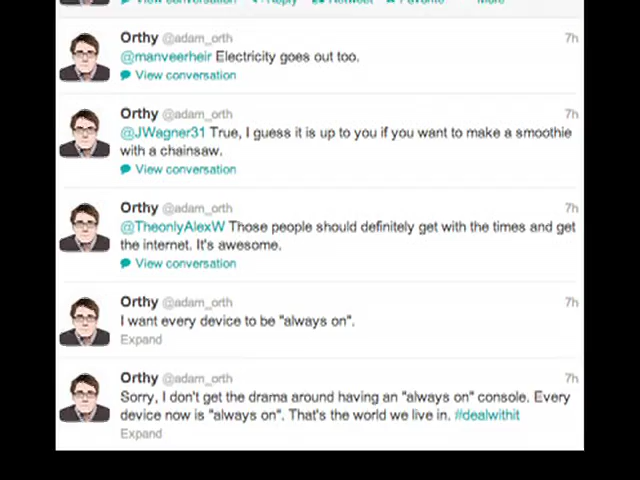 View conversation Reply Retweet Favorite More
Orthy @adam_orth 7h
@manveerheir Electricity goes out too.
View conversation
Orthy @adam_orth 7h
@JWagner31 True, I guess it is up to you if you want to make a smoothie
with a chainsaw.
View conversation
Orthy @adam_orth 7h
@TheonlyAlexW Those people should definitely get with the times and get
the internet. It's awesome.
View conversation
Orthy @adam_orth 7h
I want every device to be "always on".
Expand
Orthy @adam_orth 7h
Sorry, I don't get the drama around having an "always on" console. Every
device now is "always on". That's the world we live in. #dealwithit
Expand